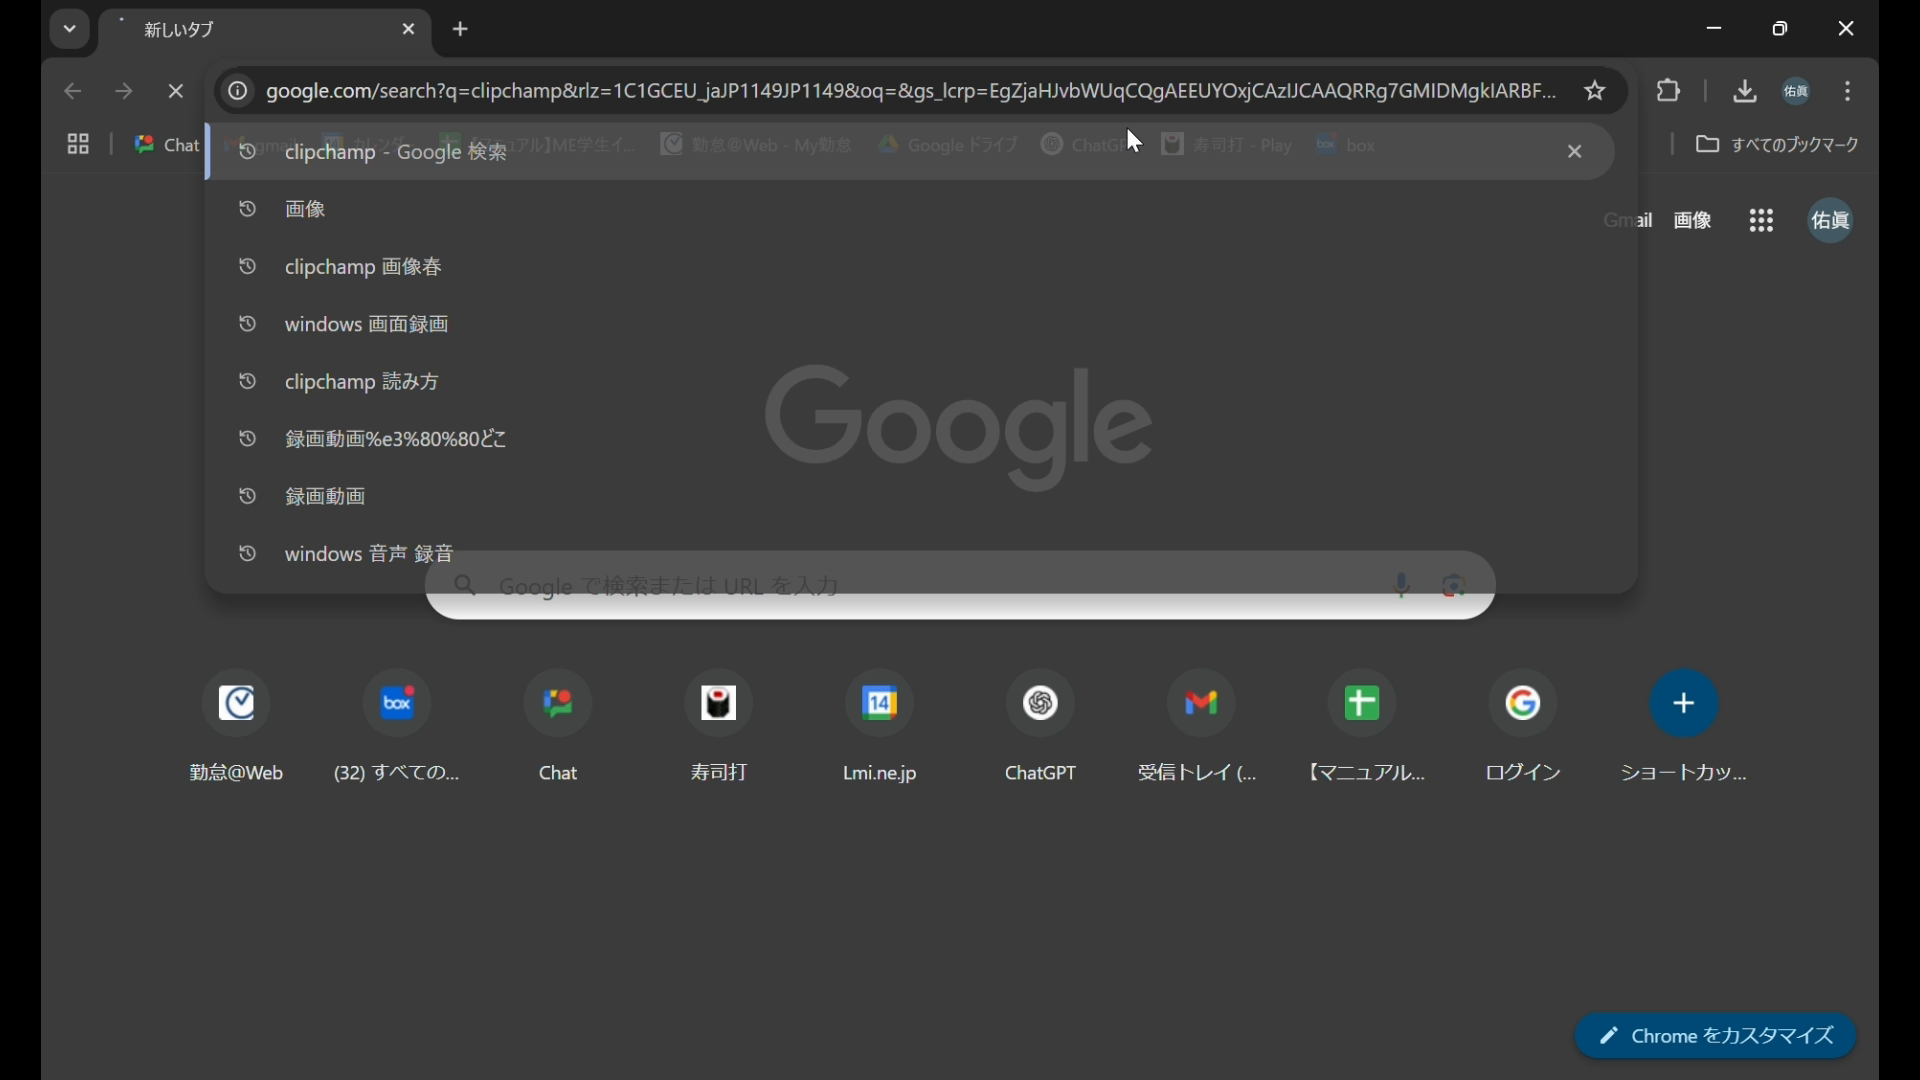 新しいタブ
google.com/search?q=clipchamp&rlz=1C1GCEU_jaJP1149JP1149&oq=&gs_lcrp=EgZjaHJvbWUqCQgAEEUYOxjCAzIJCAAQRRg7GMIDMgkIARBF...
佑眞
Chat
clipchamp - Google 検索
勤怠@Web - My勤怠
Google ドライブ
寿司打 - Play
box
すべてのブックマーク
画像
Gmail 画像
佑眞
clipchamp 画像春
windows 画面録画
clipchamp 読み方
録画動画%e3%80%80どこ
録画動画
windows 音声 録音
Google
Google で検索または URL を入力
box
14
勤怠@Web
(32) すべての...
Chat
寿司打
Lmi.ne.jp
ChatGPT
受信トレイ (...
【マニュアル...
ログイン
ショートカッ...
Chrome をカスタマイズ